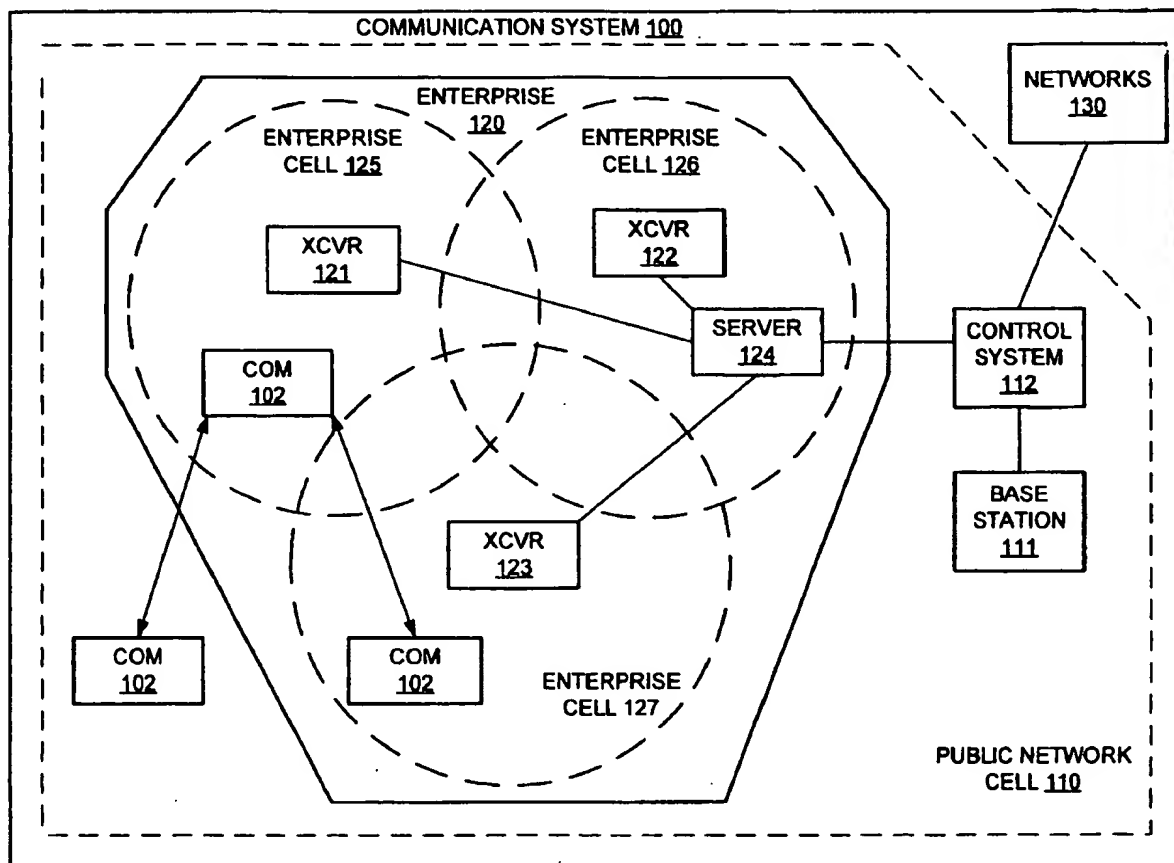 COMMUNICATION SYSTEM 100
NETWORKS
130
ENTERPRISE
120
ENTERPRISE
CELL 125
ENTERPRISE
CELL 126
XCVR
121
XCVR
122
SERVER
124
CONTROL
SYSTEM
112
COM
102
BASE
STATION
111
XCVR
123
COM
102
COM
102
ENTERPRISE
CELL 127
PUBLIC NETWORK
CELL 110